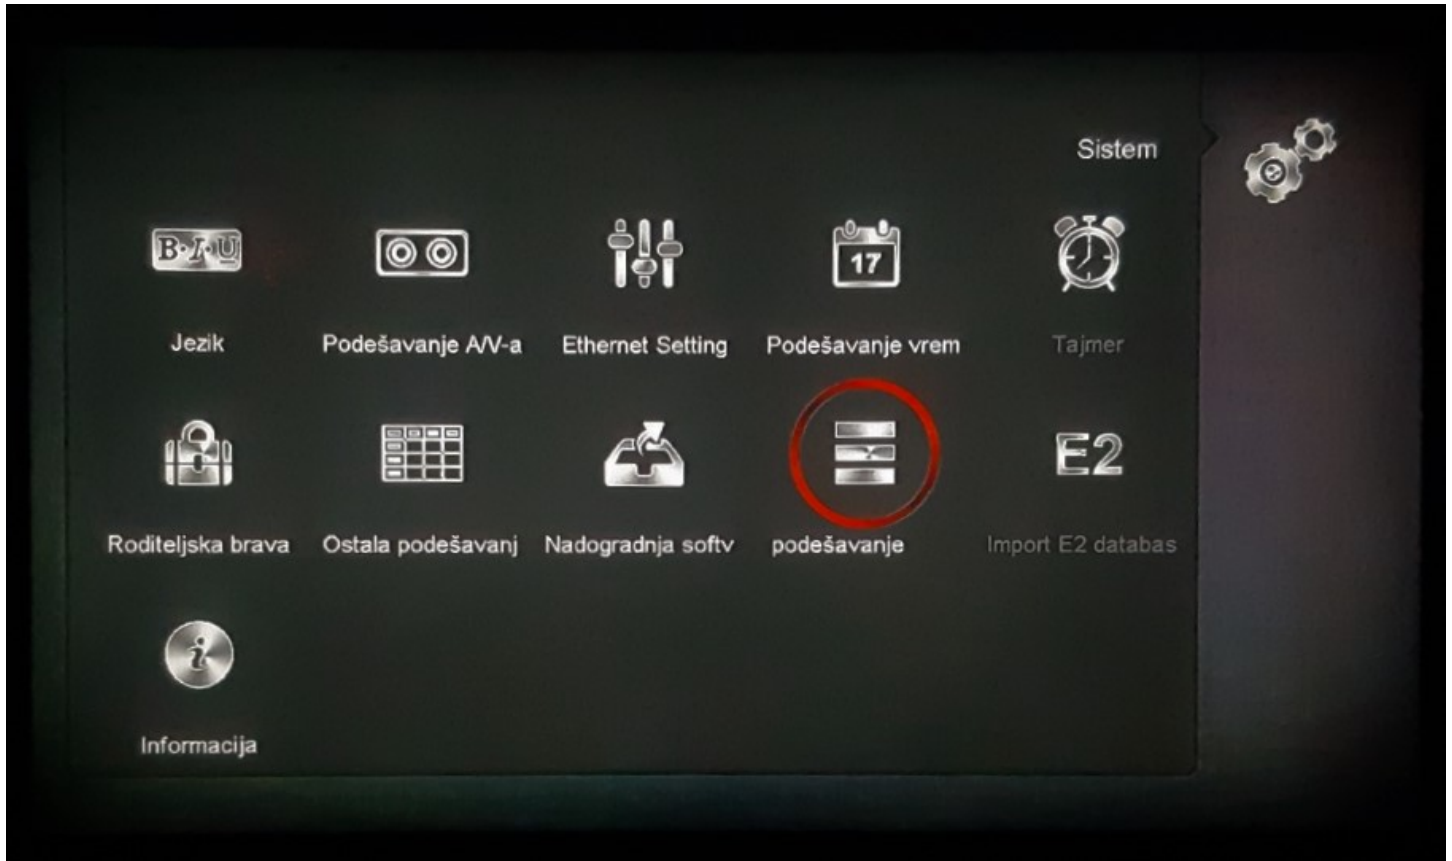 Sistem
B·A·U
17
Jezik
Podešavanje A/V-a
Ethernet Setting
Podešavanje vrem
Tajmer
E2
Roditeljska brava
Ostala podešavanj
Nadogradnja softv
podešavanje
Import E2 databas
i
Informacija